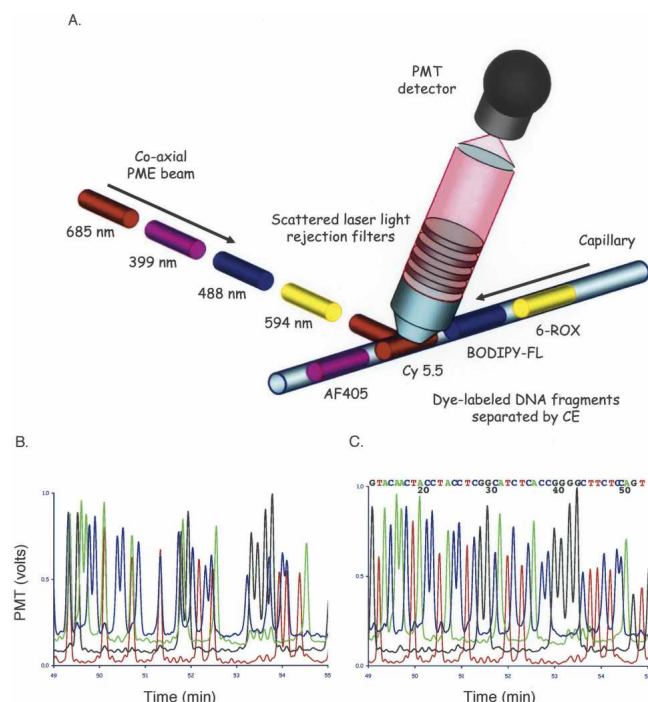 A.
PMT
detector
Co-axial
PME beam
Scattered laser light
rejection filters
Capillary
685 nm
399 nm
488 nm
594 nm
6-ROX
BODIPY-FL
Cy 5.5
AF405
Dye-labeled DNA fragments
separated by CE
B.
PMT (volts)
1.0
0.5
0.0
49 50 51 52 53 54 55
Time (min)
C.
GTACAACTACCTACCTCGGCATCTCACCGGGGCTTCTCCAGT
20 30 40 50
1.0
0.5
0.0
49 50 51 52 53 54 55
Time (min)